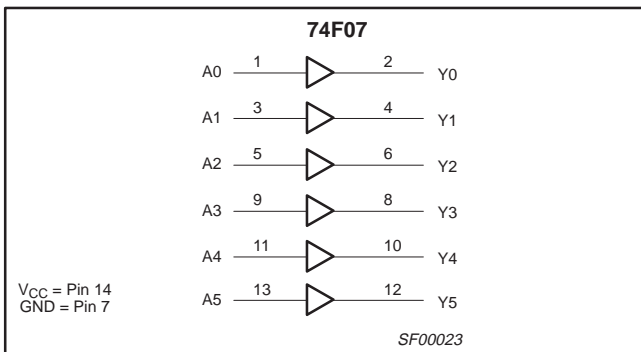 74F07
A0 1 2 Y0
A1 3 4 Y1
A2 5 6 Y2
A3 9 8 Y3
A4 11 10 Y4
A5 13 12 Y5
VCC = Pin 14
GND = Pin 7
SF00023